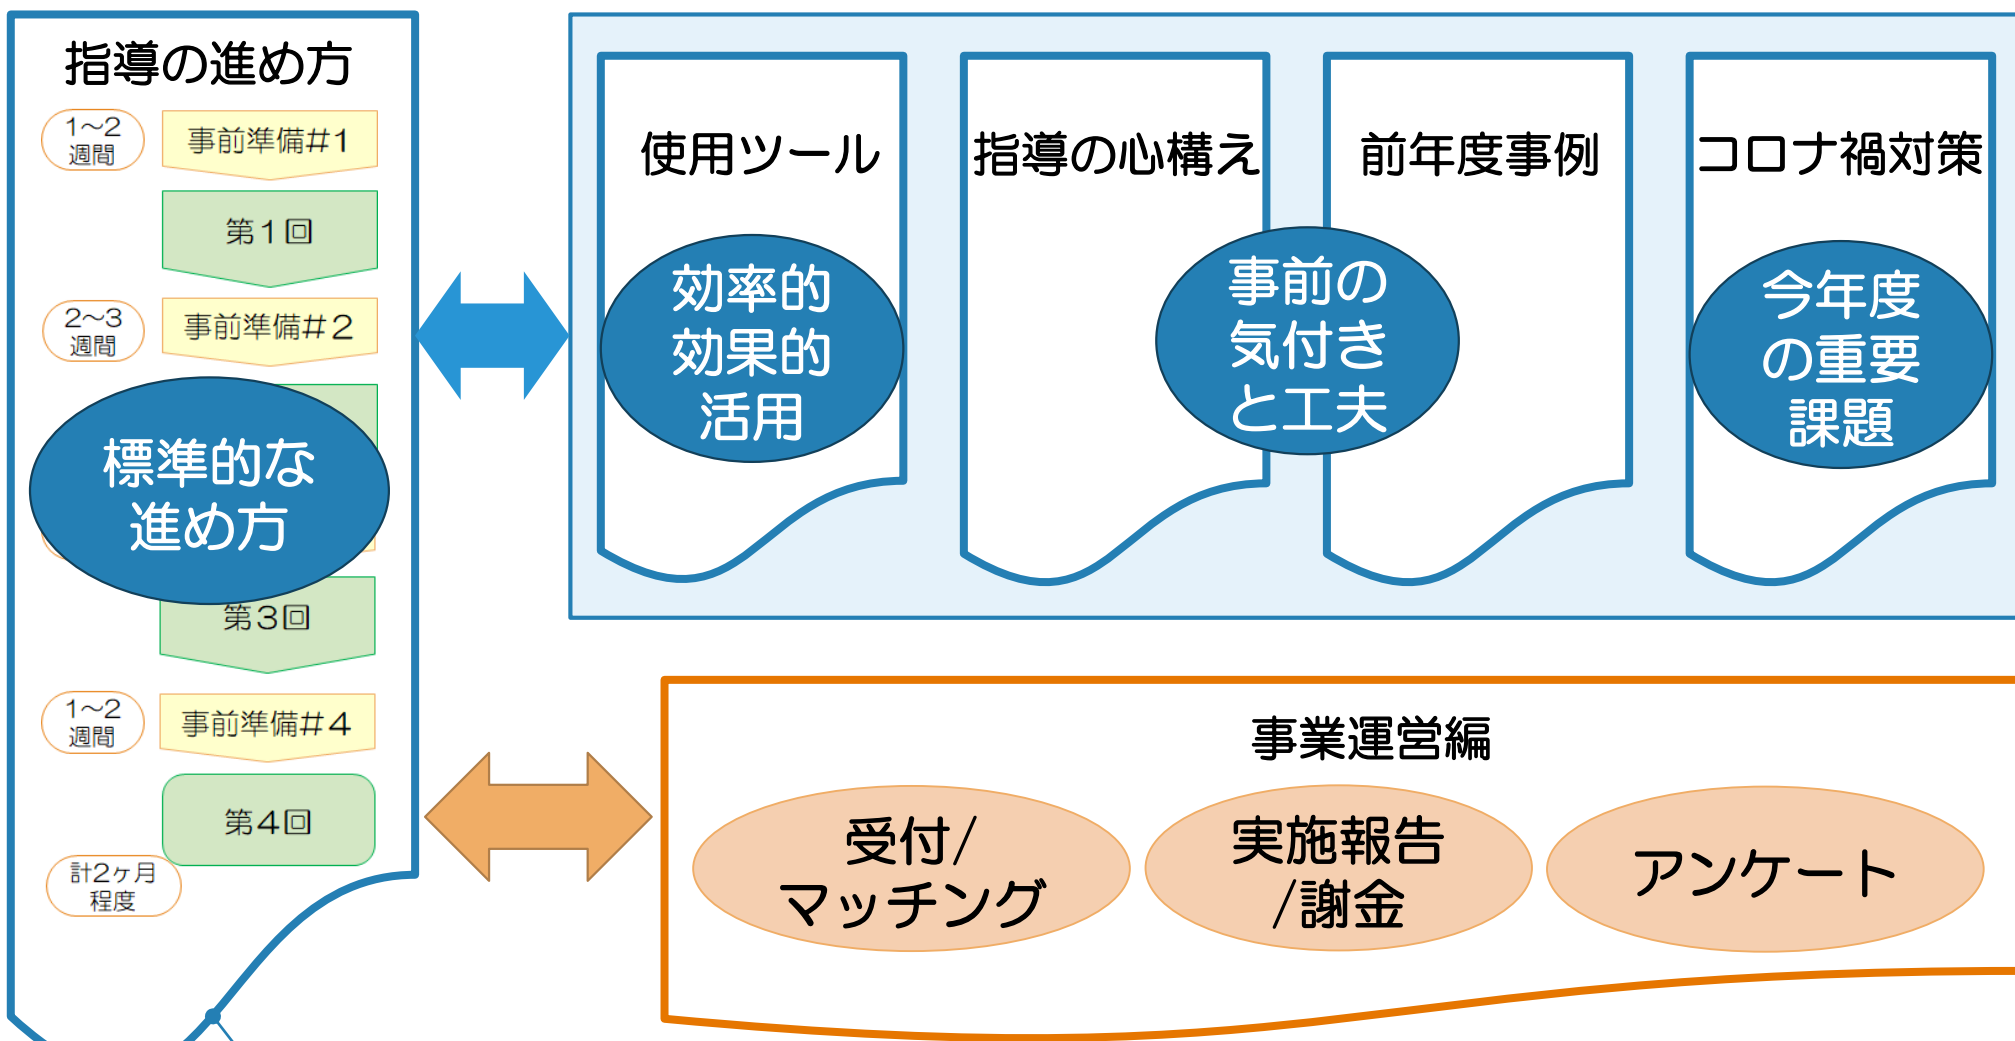 指導の進め方
1～2
週間
事前準備#1
第1回
2～3
週間
事前準備#2
標準的な
進め方
第3回
1～2
週間
事前準備#4
第4回
計2ヶ月
程度
使用ツール
効率的
効果的
活用
指導の心構え
前年度事例
事前の
気付き
と工夫
コロナ禍対策
今年度
の重要
課題
事業運営編
受付/
マッチング
実施報告
/謝金
アンケート